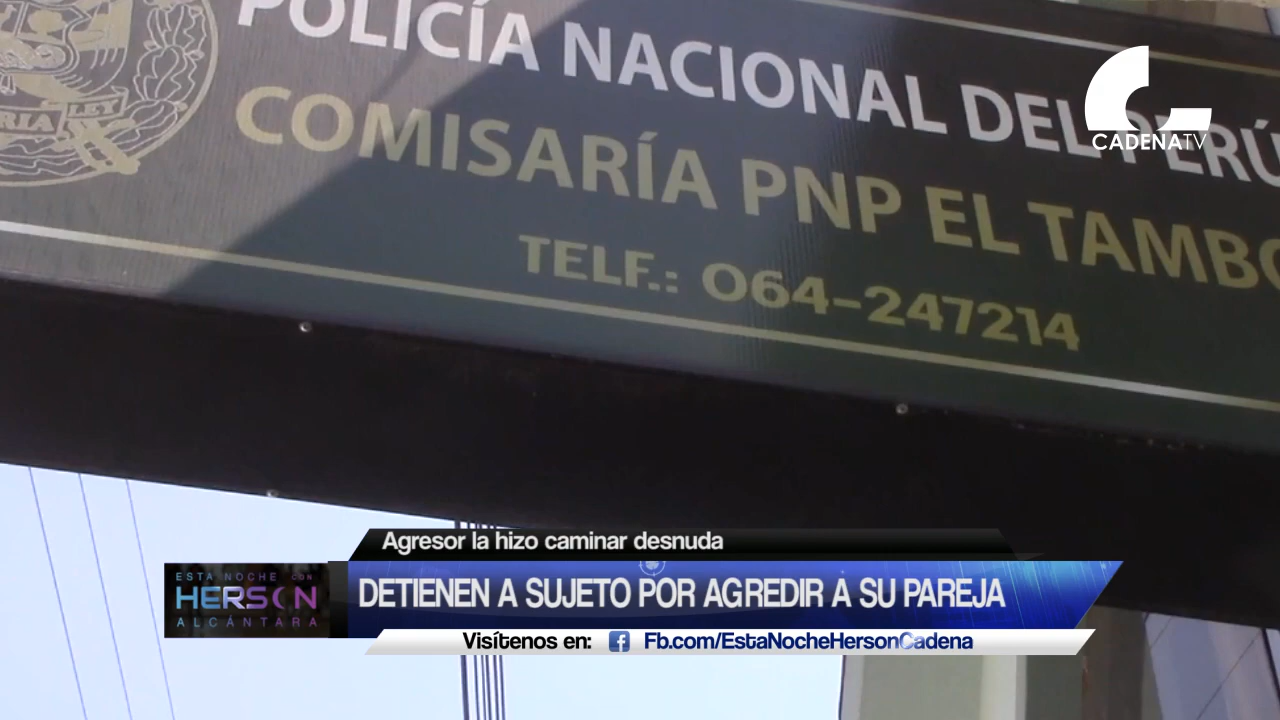 POLICÍA NACIONAL DEL PERÚ
COMISARÍA PNP EL TAMBO
TELF.: 064-247214
LEY
CADENATV
Agresor la hizo caminar desnuda
ESTA NOCHE CON
HERSON
ALCÁNTARA
DETIENEN A SUJETO POR AGREDIR A SU PAREJA
Visítenos en: Fb.com/EstaNocheHersonCadena